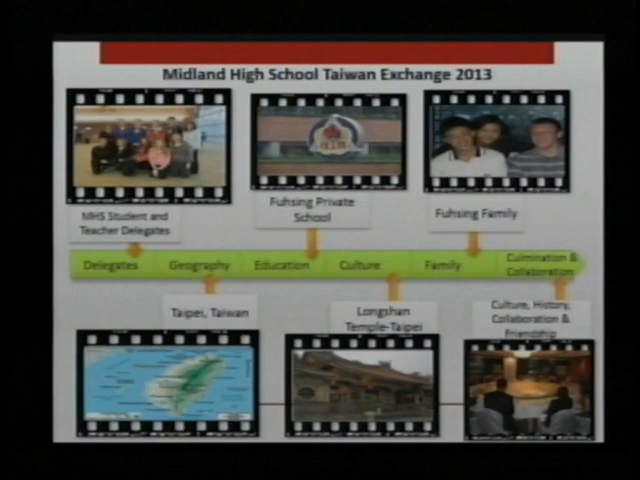 Midland High School Taiwan Exchange 2013
MHS Student and
Teacher Delegates
Fuhsing Private
School
Fuhsing Family
Delegates
Geography
Education
Culture
Family
Culmination &
Collaboration
Taipei, Taiwan
Longshan
Temple-Taipei
Culture, History,
Collaboration &
Friendship